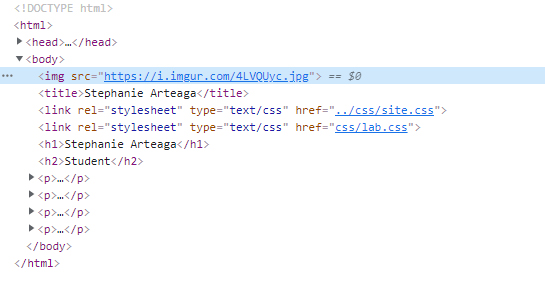 <!DOCTYPE html>
<html>
<head>…</head>
<body>
<img src="https://i.imgur.com/4LVQUyc.jpg"> == $0
<title>Stephanie Arteaga</title>
<link rel="stylesheet" type="text/css" href="../css/site.css">
<link rel="stylesheet" type="text/css" href="css/lab.css">
<h1>Stephanie Arteaga</h1>
<h2>Student</h2>
<p>…</p>
<p>…</p>
<p>…</p>
<p>…</p>
</body>
</html>